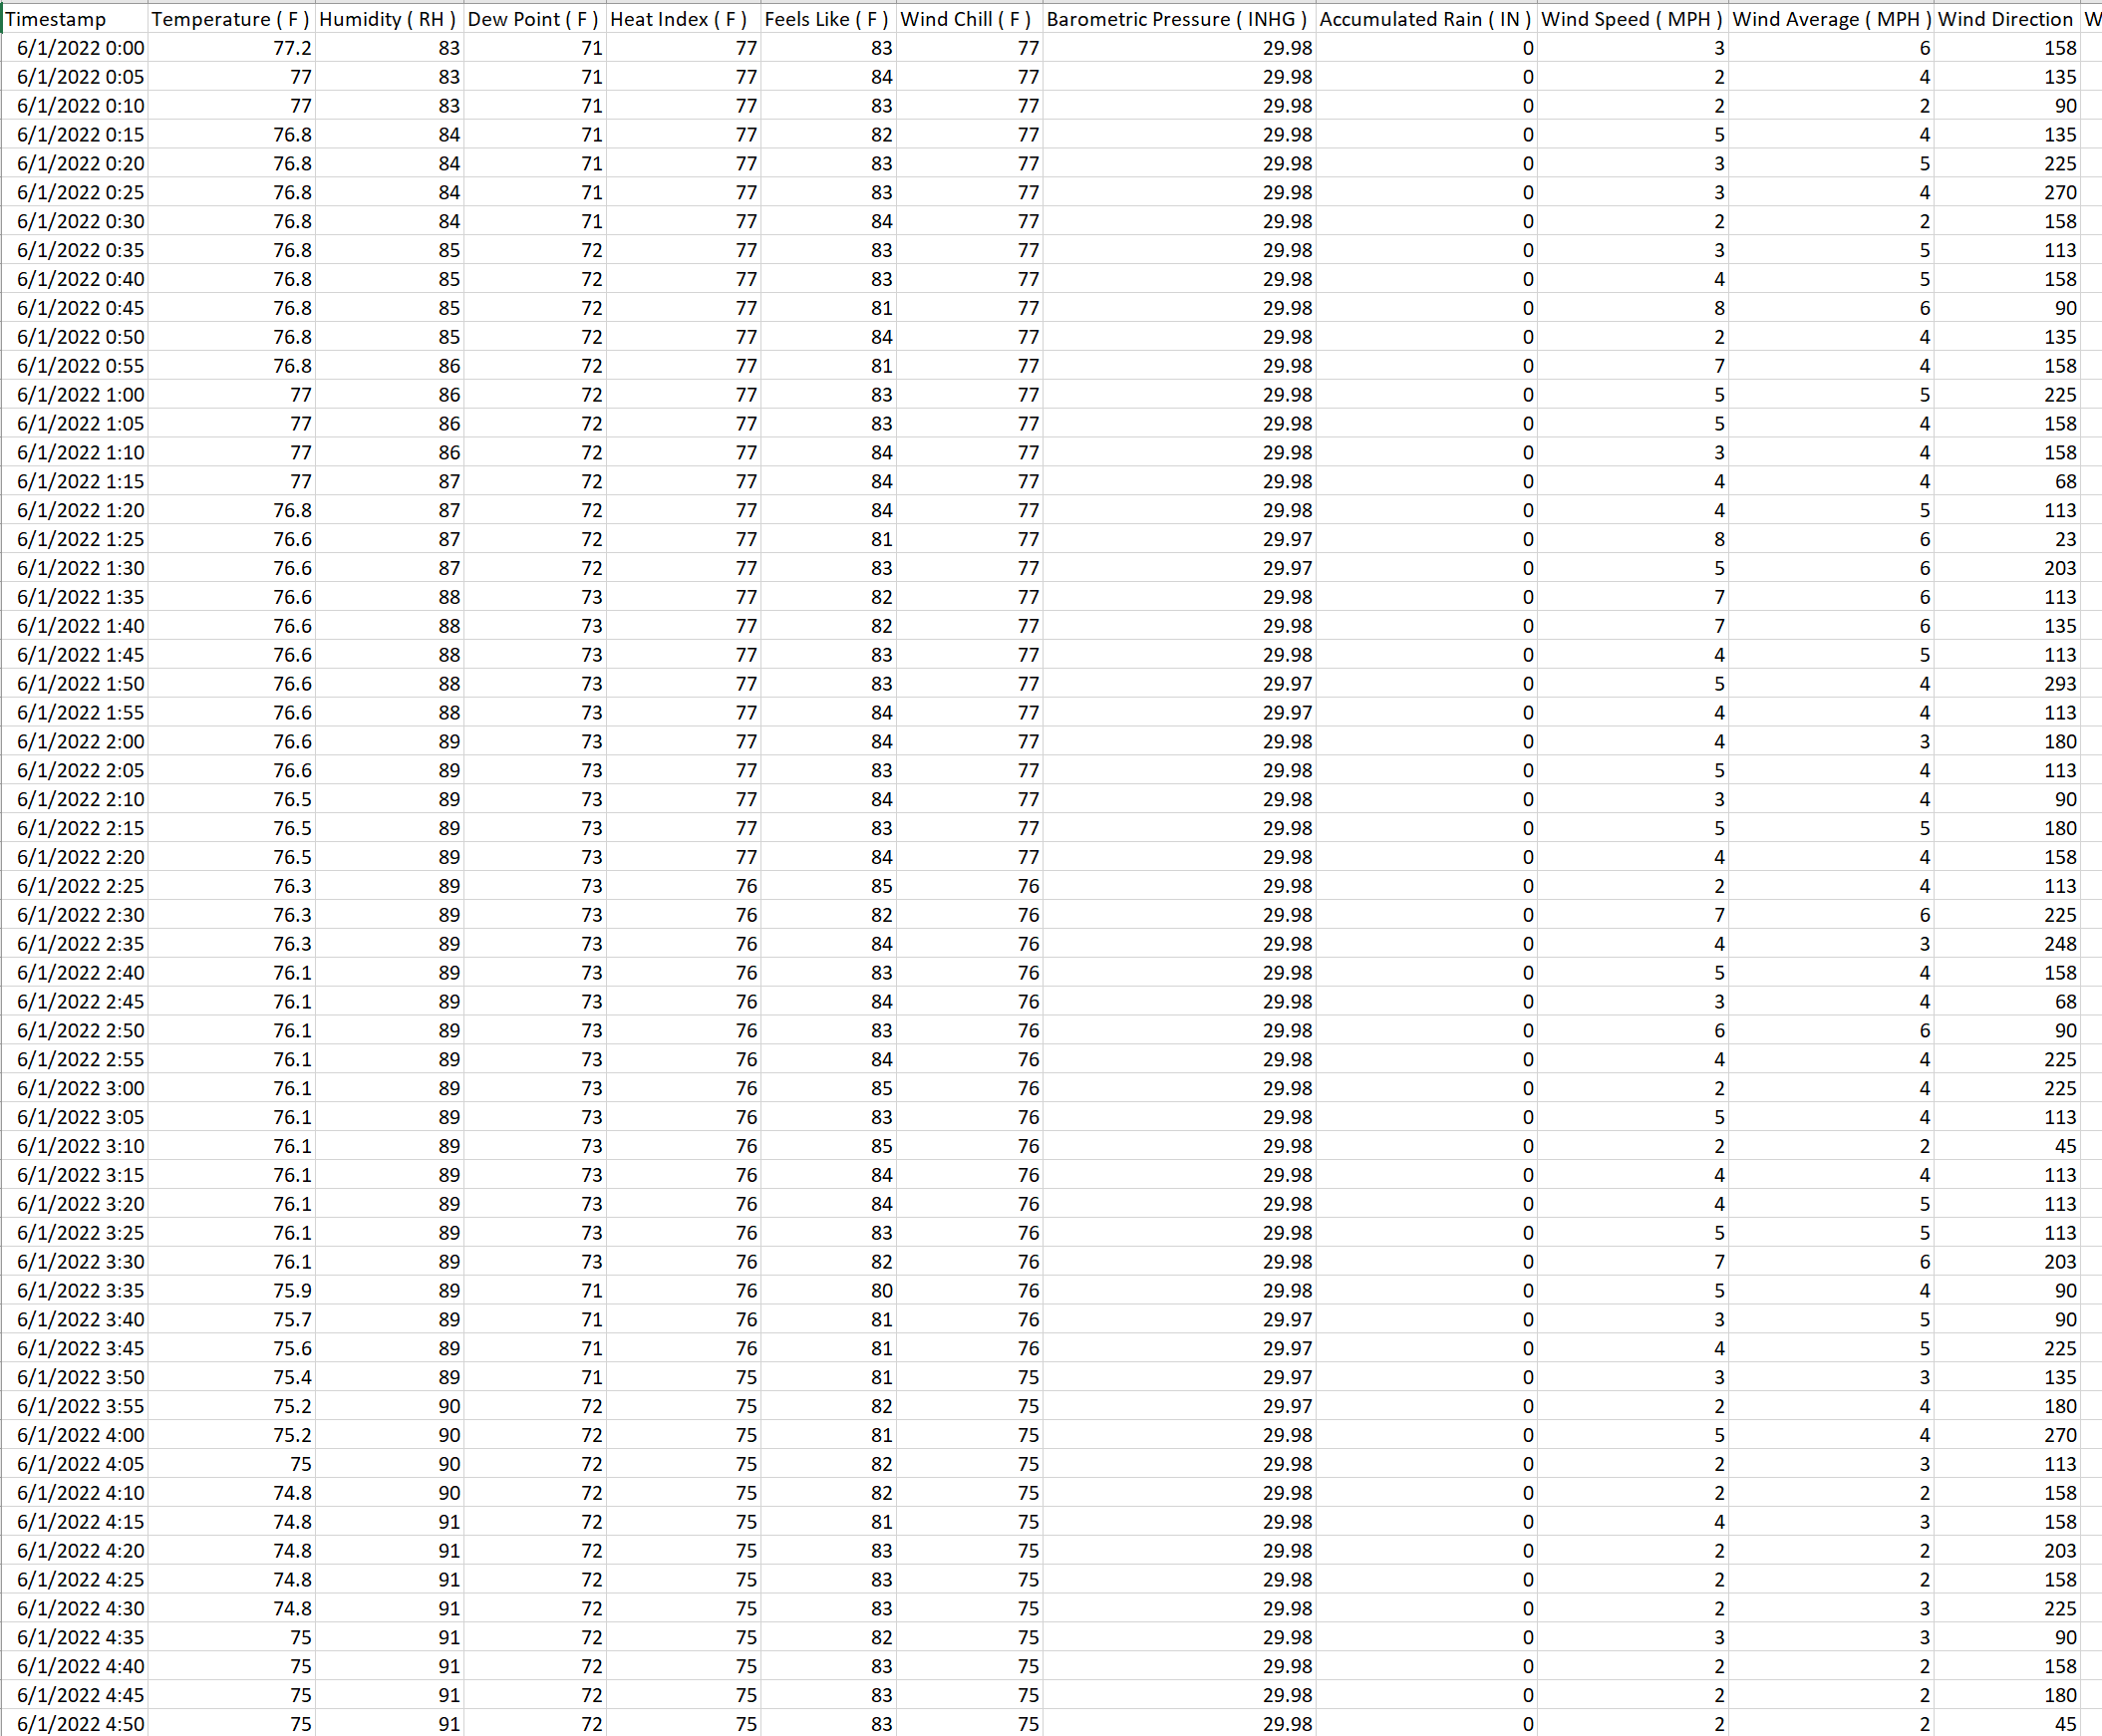 Timestamp Temperature ( F ) Humidity ( RH ) Dew Point ( F ) Heat Index ( F ) Feels Like ( F ) Wind Chill ( F ) Barometric Pressure ( INHG ) Accumulated Rain ( IN ) Wind Speed ( MPH ) Wind Average ( MPH ) Wind Direction W
6/1/2022 0:00 77.2 83 71 77 83 77 29.98 0 3 6 158
6/1/2022 0:05 77 83 71 77 84 77 29.98 0 2 4 135
6/1/2022 0:10 77 83 71 77 83 77 29.98 0 2 2 90
6/1/2022 0:15 76.8 84 71 77 82 77 29.98 0 5 4 135
6/1/2022 0:20 76.8 84 71 77 83 77 29.98 0 3 5 225
6/1/2022 0:25 76.8 84 71 77 83 77 29.98 0 3 4 270
6/1/2022 0:30 76.8 84 71 77 84 77 29.98 0 2 2 158
6/1/2022 0:35 76.8 85 72 77 83 77 29.98 0 3 5 113
6/1/2022 0:40 76.8 85 72 77 83 77 29.98 0 4 5 158
6/1/2022 0:45 76.8 85 72 77 81 77 29.98 0 8 6 90
6/1/2022 0:50 76.8 85 72 77 84 77 29.98 0 2 4 135
6/1/2022 0:55 76.8 86 72 77 81 77 29.98 0 7 4 158
6/1/2022 1:00 77 86 72 77 83 77 29.98 0 5 5 225
6/1/2022 1:05 77 86 72 77 83 77 29.98 0 5 4 158
6/1/2022 1:10 77 86 72 77 84 77 29.98 0 3 4 158
6/1/2022 1:15 77 87 72 77 84 77 29.98 0 4 4 68
6/1/2022 1:20 76.8 87 72 77 84 77 29.98 0 4 5 113
6/1/2022 1:25 76.6 87 72 77 81 77 29.97 0 8 6 23
6/1/2022 1:30 76.6 87 72 77 83 77 29.97 0 5 6 203
6/1/2022 1:35 76.6 88 73 77 82 77 29.98 0 7 6 113
6/1/2022 1:40 76.6 88 73 77 82 77 29.98 0 7 6 135
6/1/2022 1:45 76.6 88 73 77 83 77 29.98 0 4 5 113
6/1/2022 1:50 76.6 88 73 77 83 77 29.97 0 5 4 293
6/1/2022 1:55 76.6 88 73 77 84 77 29.97 0 4 4 113
6/1/2022 2:00 76.6 89 73 77 84 77 29.98 0 4 3 180
6/1/2022 2:05 76.6 89 73 77 83 77 29.98 0 5 4 113
6/1/2022 2:10 76.5 89 73 77 84 77 29.98 0 3 4 90
6/1/2022 2:15 76.5 89 73 77 83 77 29.98 0 5 5 180
6/1/2022 2:20 76.5 89 73 77 84 77 29.98 0 4 4 158
6/1/2022 2:25 76.3 89 73 76 85 76 29.98 0 2 4 113
6/1/2022 2:30 76.3 89 73 76 82 76 29.98 0 7 6 225
6/1/2022 2:35 76.3 89 73 76 84 76 29.98 0 4 3 248
6/1/2022 2:40 76.1 89 73 76 83 76 29.98 0 5 4 158
6/1/2022 2:45 76.1 89 73 76 84 76 29.98 0 3 4 68
6/1/2022 2:50 76.1 89 73 76 83 76 29.98 0 6 6 90
6/1/2022 2:55 76.1 89 73 76 84 76 29.98 0 4 4 225
6/1/2022 3:00 76.1 89 73 76 85 76 29.98 0 2 4 225
6/1/2022 3:05 76.1 89 73 76 83 76 29.98 0 5 4 113
6/1/2022 3:10 76.1 89 73 76 85 76 29.98 0 2 2 45
6/1/2022 3:15 76.1 89 73 76 84 76 29.98 0 4 4 113
6/1/2022 3:20 76.1 89 73 76 84 76 29.98 0 4 5 113
6/1/2022 3:25 76.1 89 73 76 83 76 29.98 0 5 5 113
6/1/2022 3:30 76.1 89 73 76 82 76 29.98 0 7 6 203
6/1/2022 3:35 75.9 89 71 76 80 76 29.98 0 5 4 90
6/1/2022 3:40 75.7 89 71 76 81 76 29.97 0 3 5 90
6/1/2022 3:45 75.6 89 71 76 81 76 29.97 0 4 5 225
6/1/2022 3:50 75.4 89 71 75 81 75 29.97 0 3 3 135
6/1/2022 3:55 75.2 90 72 75 82 75 29.97 0 2 4 180
6/1/2022 4:00 75.2 90 72 75 81 75 29.98 0 5 4 270
6/1/2022 4:05 75 90 72 75 82 75 29.98 0 2 3 113
6/1/2022 4:10 74.8 90 72 75 82 75 29.98 0 2 2 158
6/1/2022 4:15 74.8 91 72 75 81 75 29.98 0 4 3 158
6/1/2022 4:20 74.8 91 72 75 83 75 29.98 0 2 2 203
6/1/2022 4:25 74.8 91 72 75 83 75 29.98 0 2 2 158
6/1/2022 4:30 74.8 91 72 75 83 75 29.98 0 2 3 225
6/1/2022 4:35 75 91 72 75 82 75 29.98 0 3 3 90
6/1/2022 4:40 75 91 72 75 83 75 29.98 0 2 2 158
6/1/2022 4:45 75 91 72 75 83 75 29.98 0 2 2 180
6/1/2022 4:50 75 91 72 75 83 75 29.98 0 2 2 45